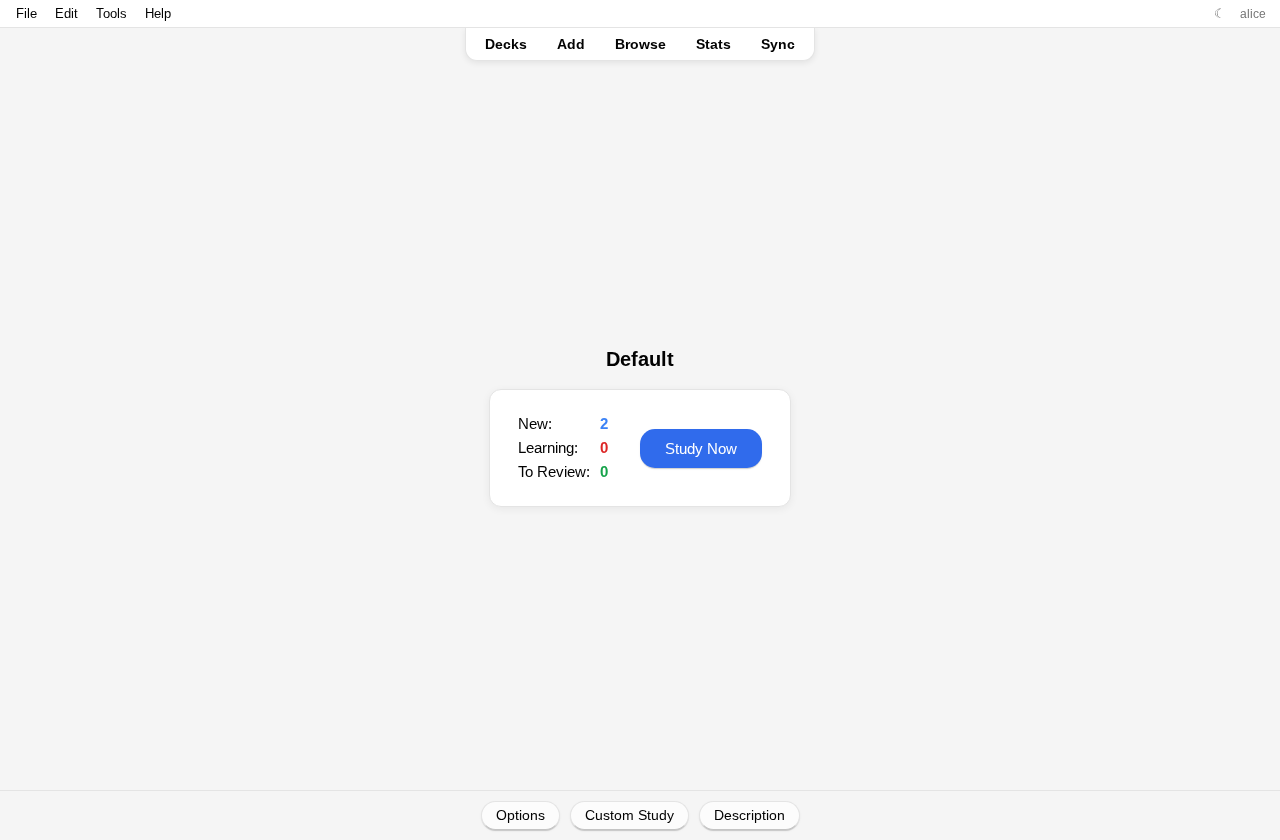 File Edit Tools Help ☾ alice
Decks Add Browse Stats Sync
Default
New: 2
Learning: 0
To Review: 0
Study Now
Options Custom Study Description